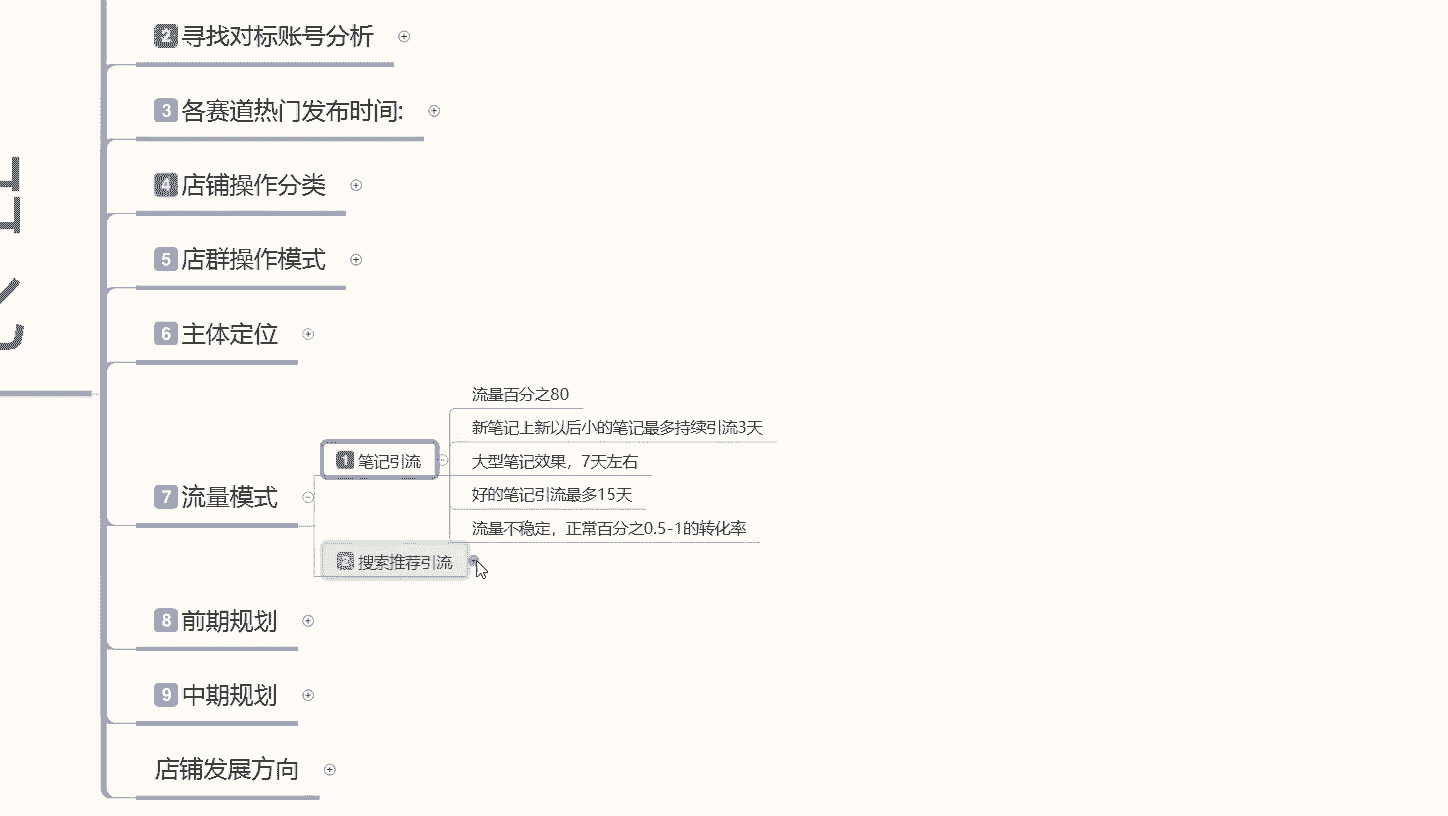 2 寻找对标账号分析
3 各赛道热门发布时间:
4 店铺操作分类
5 店群操作模式
6 主体定位
7 流量模式
1 笔记引流
流量百分之80
新笔记上新以后小的笔记最多持续引流3天
大型笔记效果，7天左右
好的笔记引流最多15天
流量不稳定，正常百分之0.5-1的转化率
2 搜索推荐引流
8 前期规划
9 中期规划
店铺发展方向